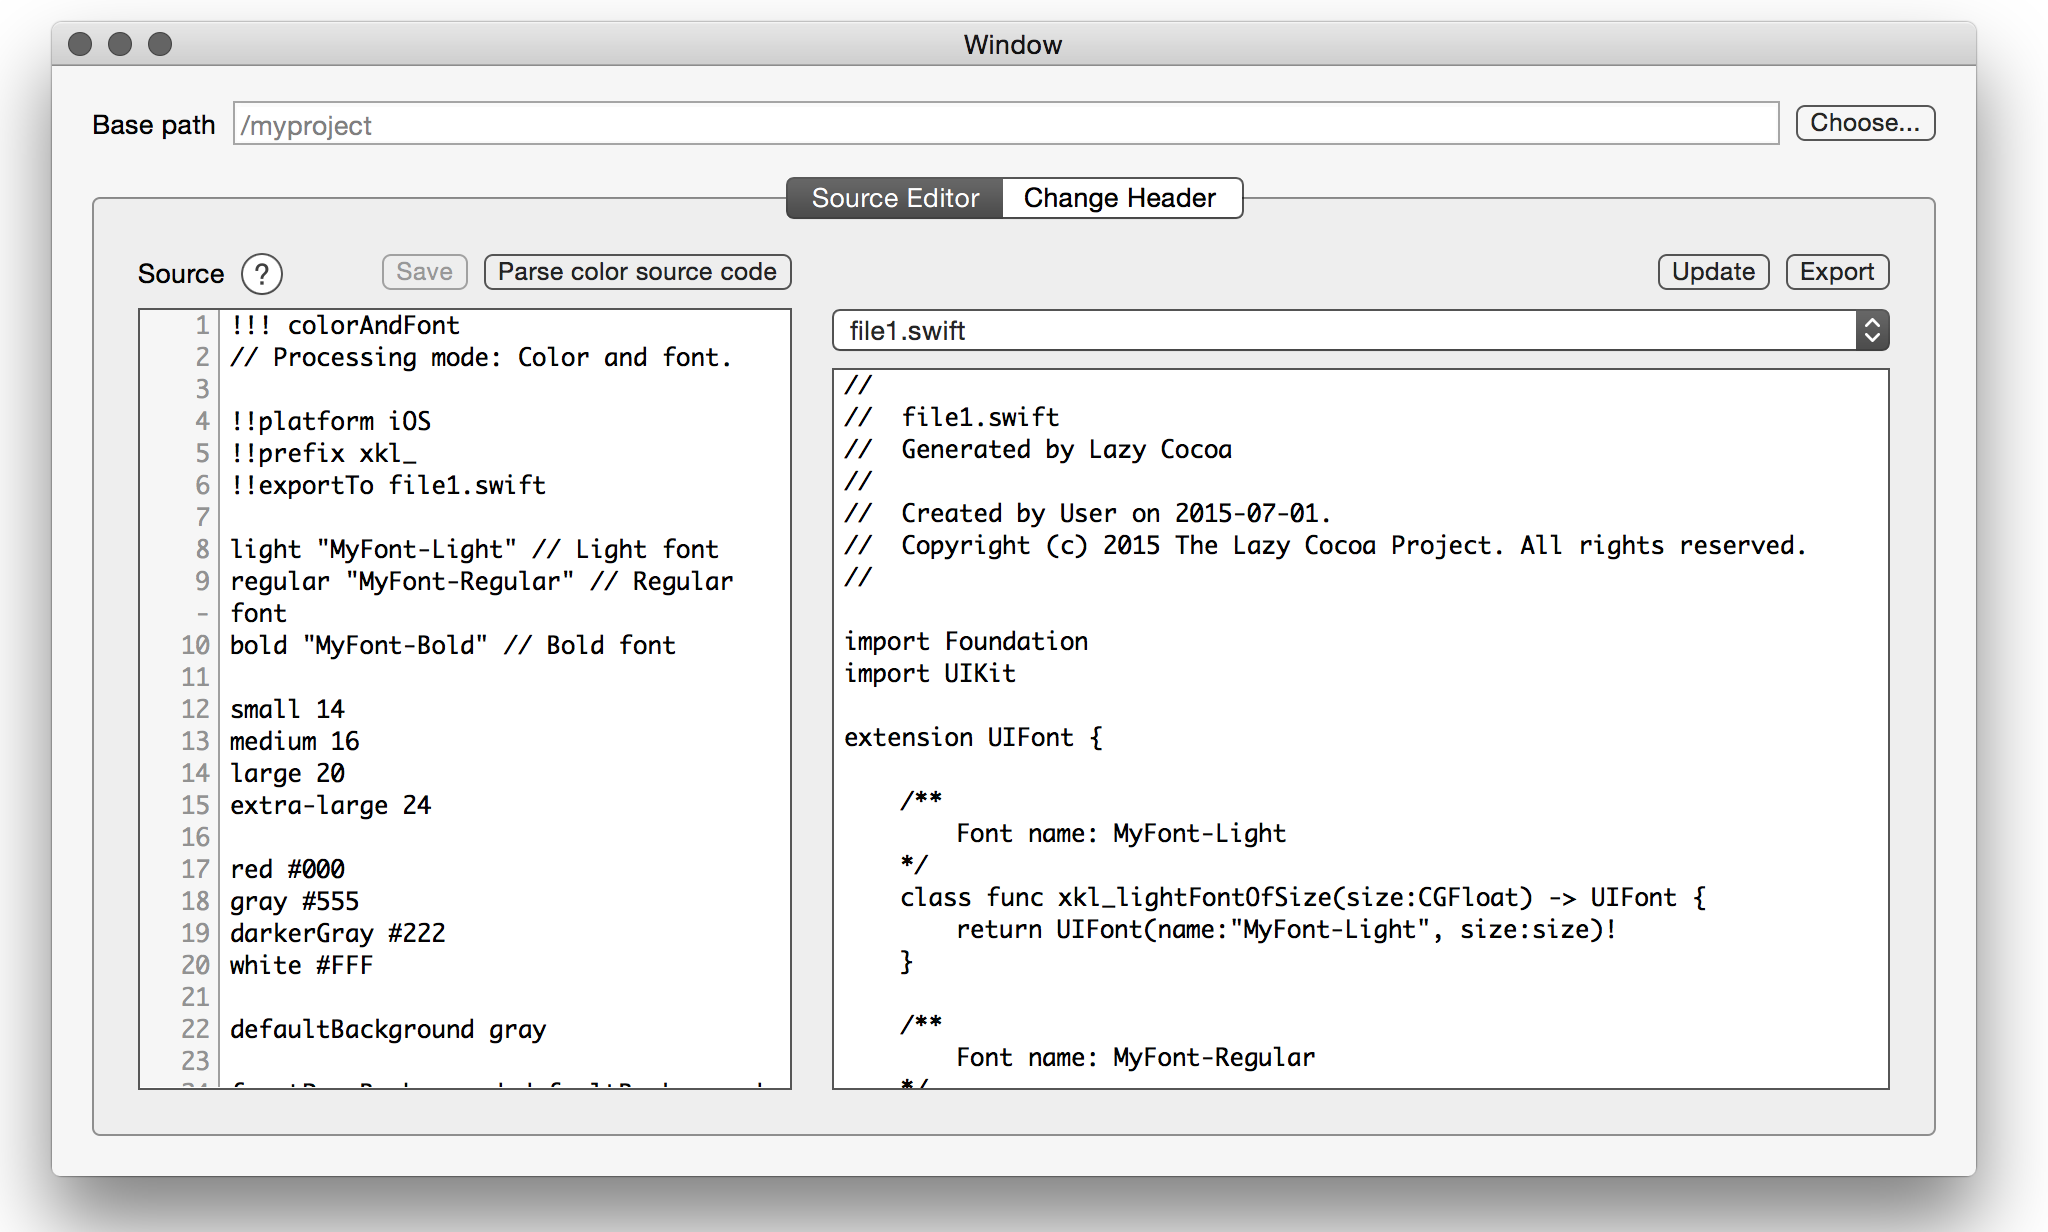 Window
Base path /myproject Choose...
Source Editor Change Header
Source ? Save Parse color source code
1 !!! colorAndFont
2 // Processing mode: Color and font.
3
4 !!platform iOS
5 !!prefix xkl_
6 !!exportTo file1.swift
7
8 light "MyFont-Light" // Light font
9 regular "MyFont-Regular" // Regular
- font
10 bold "MyFont-Bold" // Bold font
11
12 small 14
13 medium 16
14 large 20
15 extra-large 24
16
17 red #000
18 gray #555
19 darkerGray #222
20 white #FFF
21
22 defaultBackground gray
23
Update Export
file1.swift
//
//  file1.swift
//  Generated by Lazy Cocoa
//
//  Created by User on 2015-07-01.
//  Copyright (c) 2015 The Lazy Cocoa Project. All rights reserved.
//
import Foundation
import UIKit
extension UIFont {
/**
Font name: MyFont-Light
*/
class func xkl_lightFontOfSize(size:CGFloat) -> UIFont {
return UIFont(name:"MyFont-Light", size:size)!
}
/**
Font name: MyFont-Regular
*/